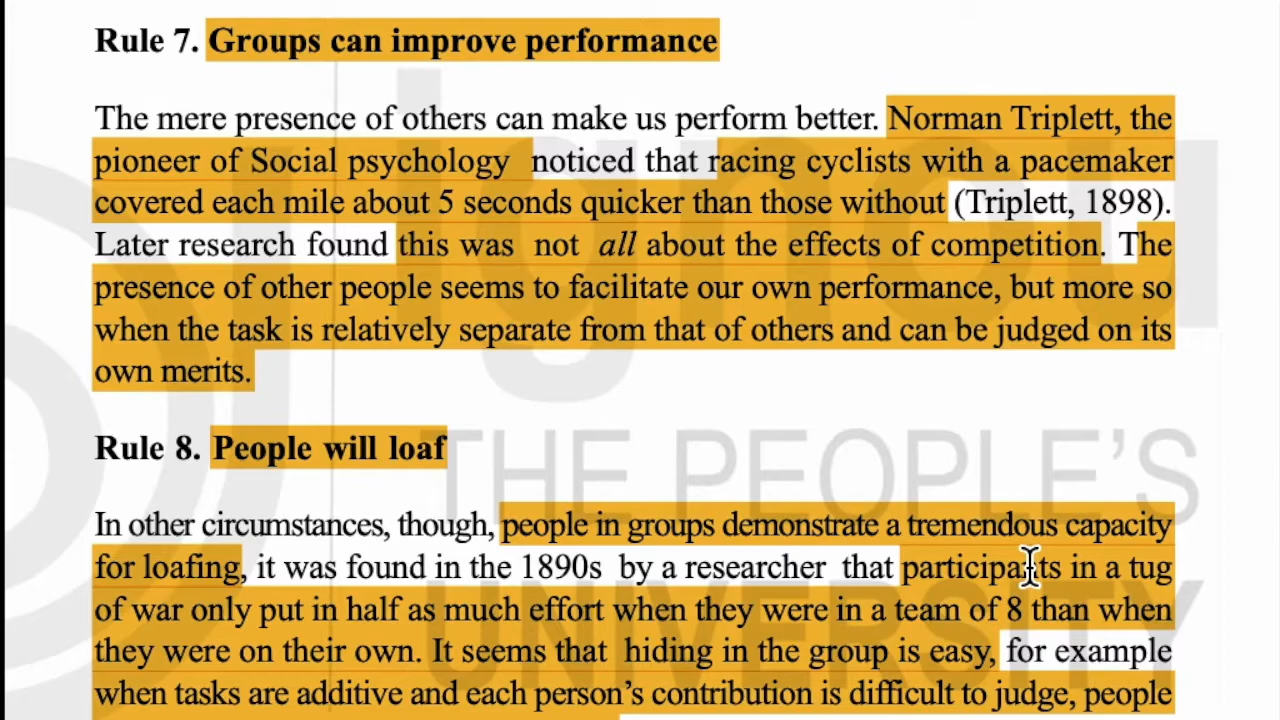 Rule 7. Groups can improve performance
The mere presence of others can make us perform better. Norman Triplett, the
pioneer of Social psychology noticed that racing cyclists with a pacemaker
covered each mile about 5 seconds quicker than those without (Triplett, 1898).
Later research found this was not all about the effects of competition. The
presence of other people seems to facilitate our own performance, but more so
when the task is relatively separate from that of others and can be judged on its
own merits.
Rule 8. People will loaf
In other circumstances, though, people in groups demonstrate a tremendous capacity
for loafing, it was found in the 1890s by a researcher that participants in a tug
of war only put in half as much effort when they were in a team of 8 than when
they were on their own. It seems that hiding in the group is easy, for example
when tasks are additive and each person's contribution is difficult to judge, people
ignou
THE PEOPLE'S
UNIVERSITY